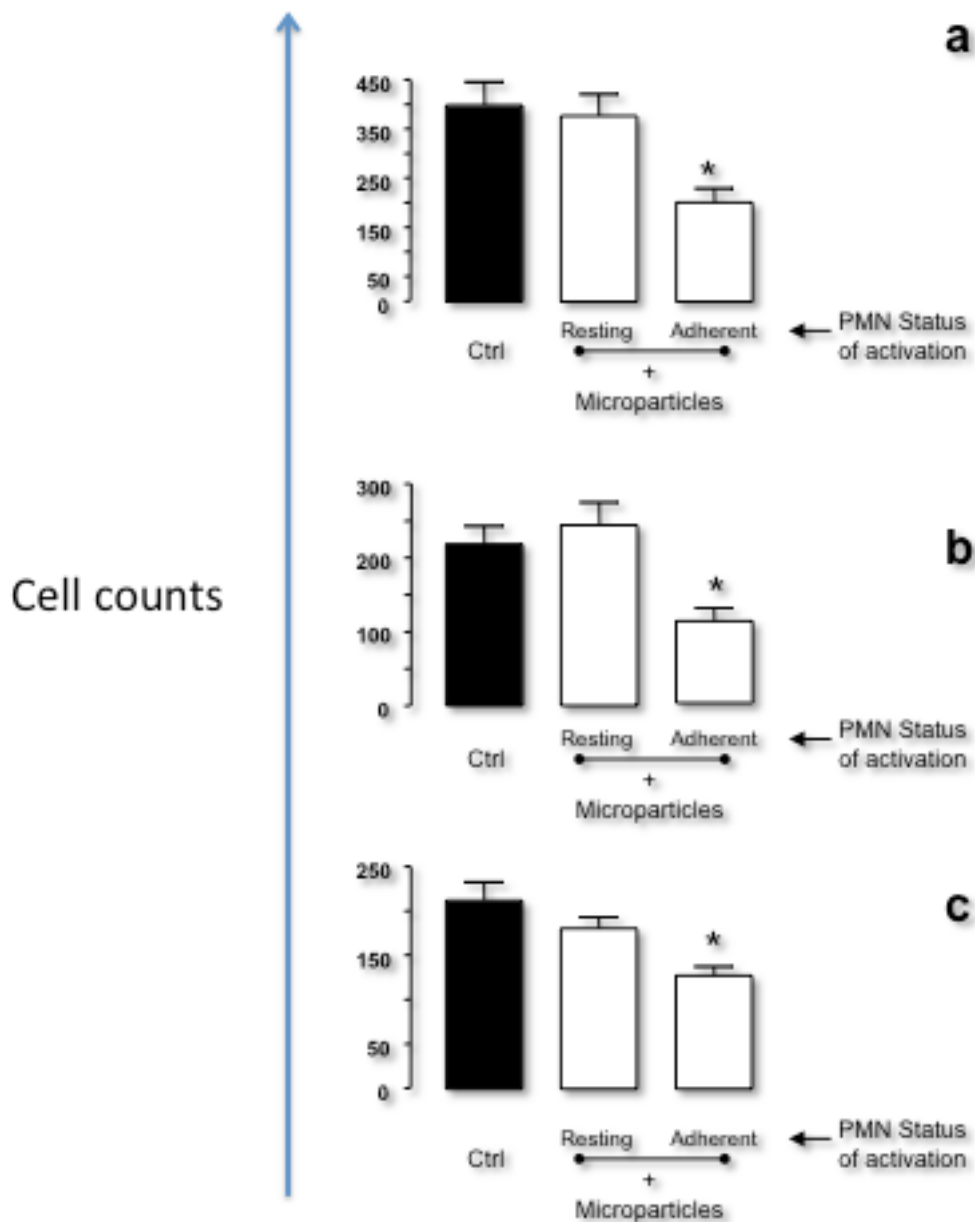 a
450
350
250
150
50
0
*
Ctrl
Resting Adherent
+
Microparticles
PMN Status
of activation
Cell counts
b
300
200
100
0
*
Ctrl
Resting Adherent
+
Microparticles
PMN Status
of activation
c
250
150
50
0
*
Ctrl
Resting Adherent
+
Microparticles
PMN Status
of activation